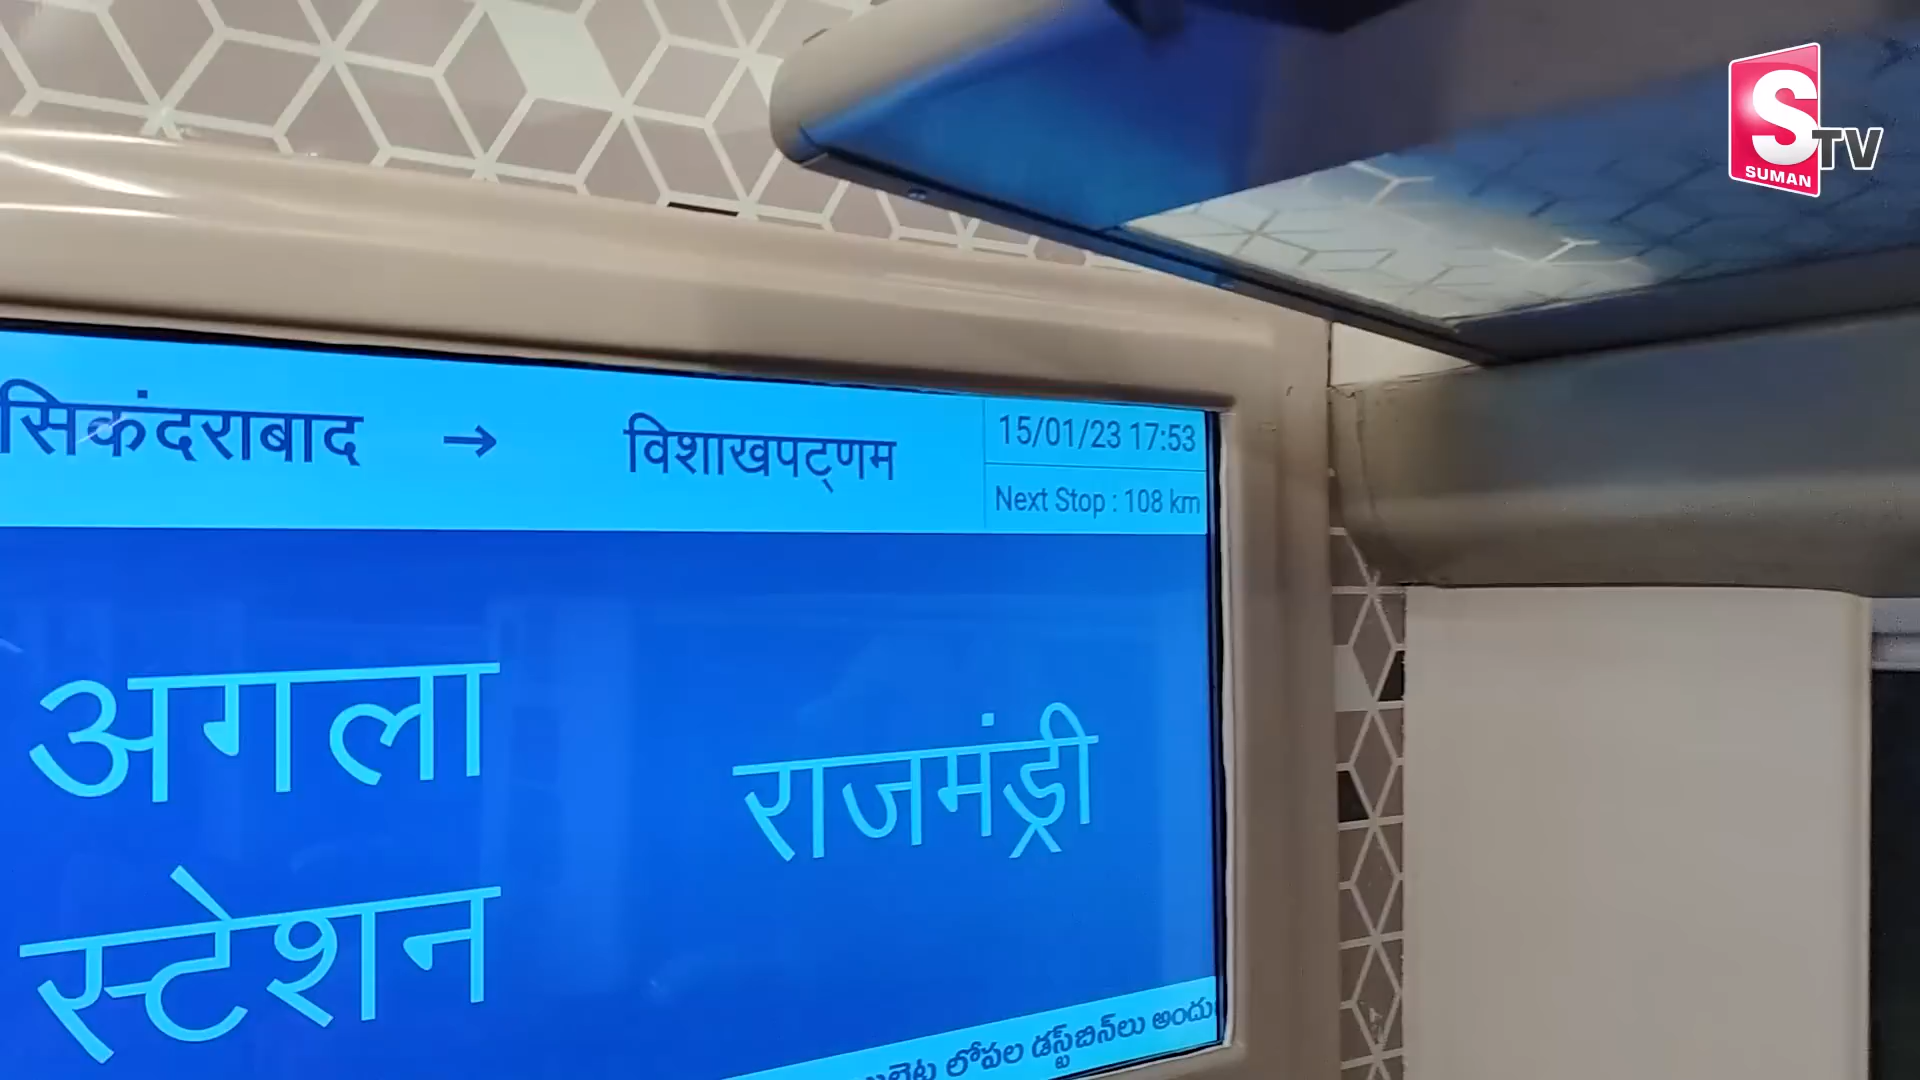 S
TV
SUMAN
सिकंदराबाद → विशाखपट्णम
15/01/23 17:53
Next Stop : 108 km
अगला
स्टेशन
राजमंड्री
లోపల డస్ట్‌బిన్‌లు